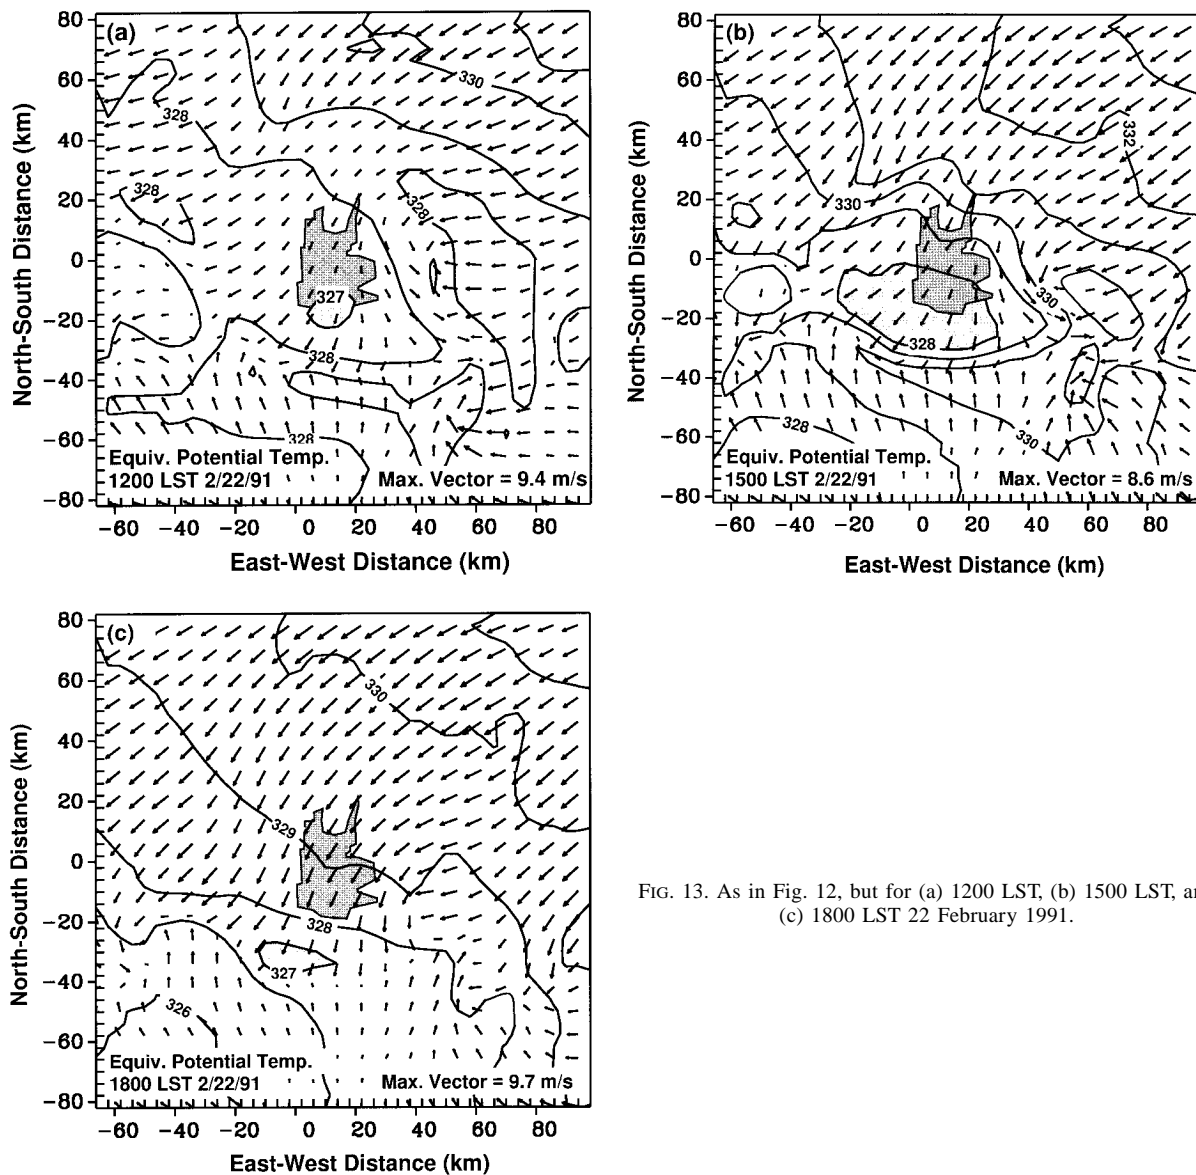 (a)
80
60
40
20
0
−20
−40
−60
−80
North-South Distance (km)
330
328
328
328
327
328
328
Equiv. Potential Temp.
1200 LST 2/22/91
Max. Vector = 9.4 m/s
−60 −40 −20 0 20 40 60 80
East-West Distance (km)
(b)
80
60
40
20
0
−20
−40
−60
−80
North-South Distance (km)
332
330
330
328
328
330
Equiv. Potential Temp.
1500 LST 2/22/91
Max. Vector = 8.6 m/s
−60 −40 −20 0 20 40 60 80
East-West Distance (km)
(c)
80
60
40
20
0
−20
−40
−60
−80
North-South Distance (km)
330
329
328
327
326
Equiv. Potential Temp.
1800 LST 2/22/91
Max. Vector = 9.7 m/s
−60 −40 −20 0 20 40 60 80
East-West Distance (km)
FIG. 13. As in Fig. 12, but for (a) 1200 LST, (b) 1500 LST,
(c) 1800 LST 22 February 1991.